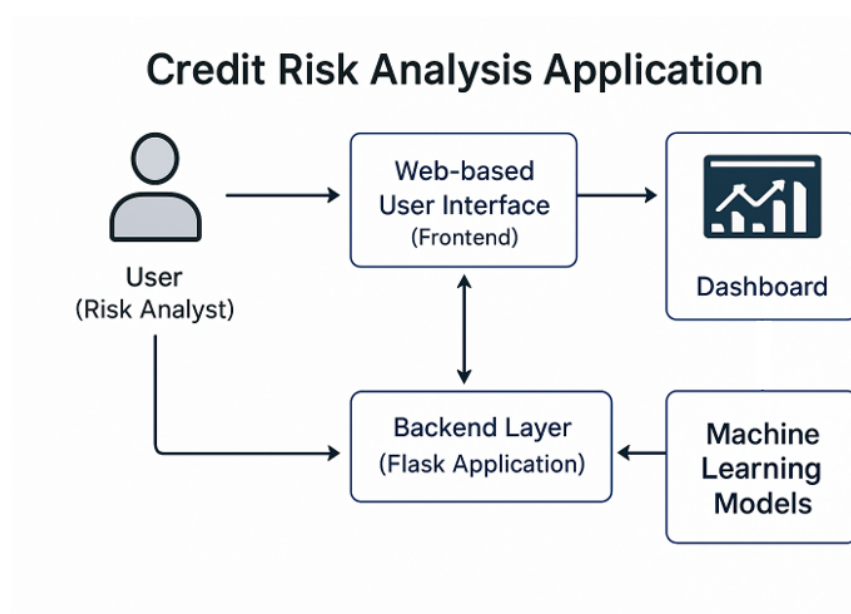 Credit Risk Analysis Application
User
(Risk Analyst)
Web-based
User Interface
(Frontend)
Dashboard
Backend Layer
(Flask Application)
Machine
Learning
Models